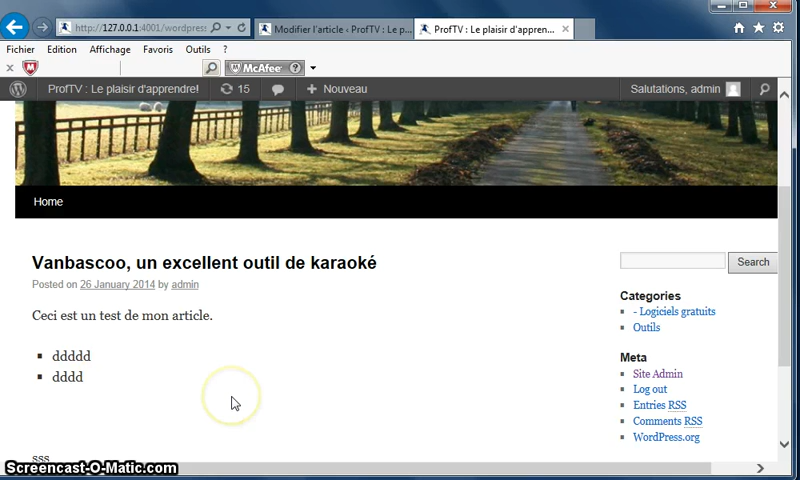 http://127.0.0.1:4001/wordpress
Modifier l'article ‹ ProfTV : Le p...
ProfTV : Le plaisir d'appren...
Fichier Edition Affichage Favoris Outils ?
McAfee
ProfTV : Le plaisir d'apprendre! 15 + Nouveau Salutations, admin
Home
Vanbascoo, un excellent outil de karaoké
Posted on 26 January 2014 by admin
Ceci est un test de mon article.
ddddd
dddd
sss
Search
Categories
- Logiciels gratuits
Outils
Meta
Site Admin
Log out
Entries RSS
Comments RSS
WordPress.org
Screencast-O-Matic.com